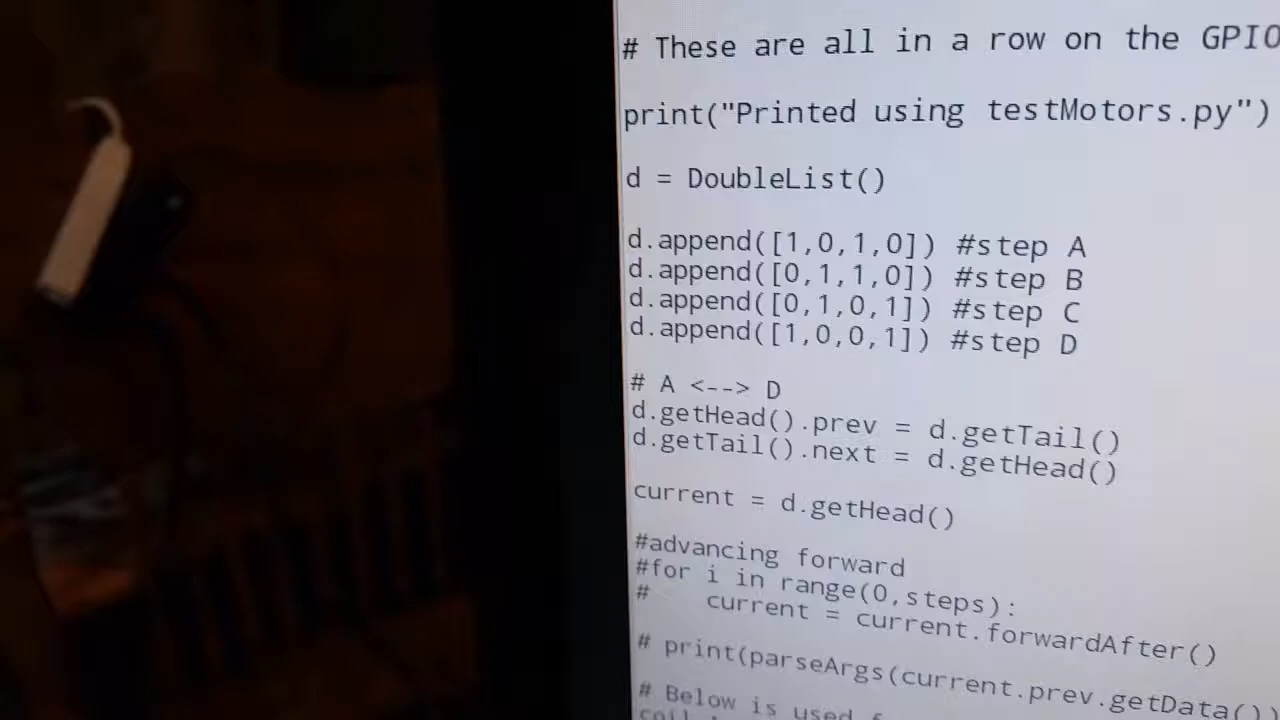 # These are all in a row on the GPIO
print("Printed using testMotors.py")
d = DoubleList()
d.append([1,0,1,0]) #step A
d.append([0,1,1,0]) #step B
d.append([0,1,0,1]) #step C
d.append([1,0,0,1]) #step D
# A <--> D
d.getHead().prev = d.getTail()
d.getTail().next = d.getHead()
current = d.getHead()
#advancing forward
#for i in range(0,steps):
#    current = current.forwardAfter()
# print(parseArgs(current.prev.getData())
# Below is used